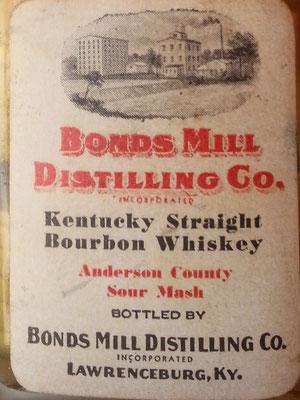 BONDS MILL
DISTILLING CO.
INCORPORATED
Kentucky Straight
Bourbon Whiskey
Anderson County
Sour Mash
BOTTLED BY
BONDS MILL DISTILLING CO.
INCORPORATED
LAWRENCEBURG, KY.